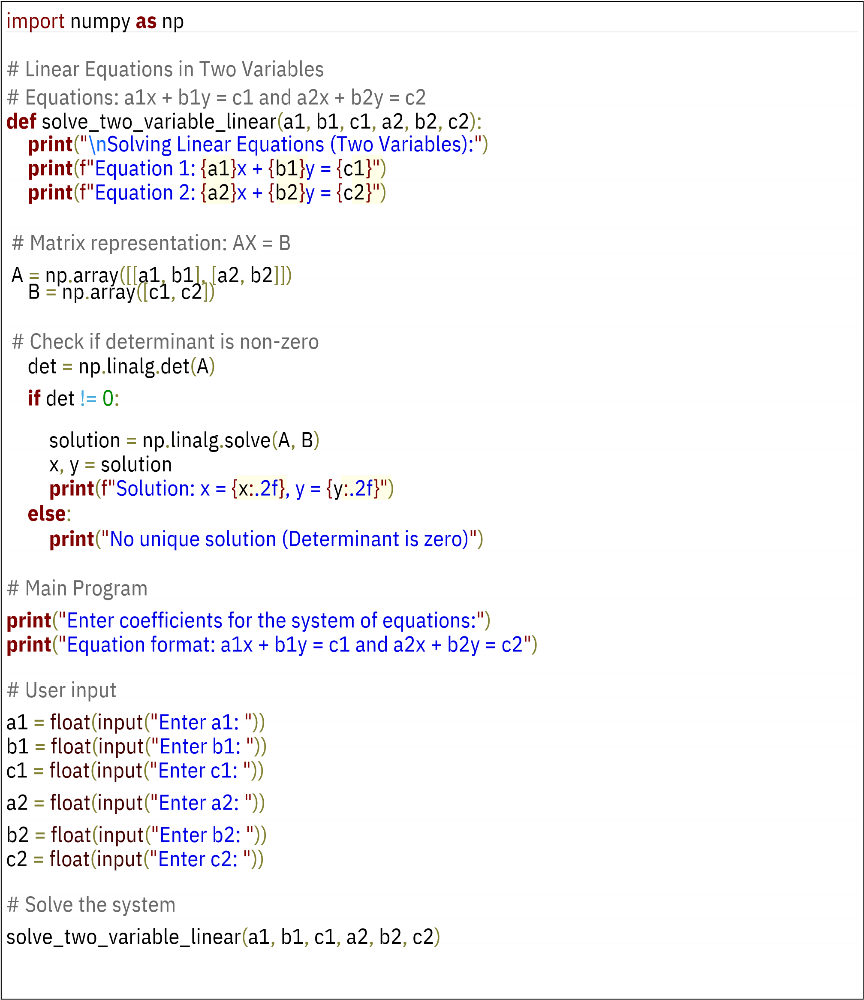 import numpy as np
# Linear Equations in Two Variables
# Equations: a1x + b1y = c1 and a2x + b2y = c2
def solve_two_variable_linear(a1, b1, c1, a2, b2, c2):
    print("\nSolving Linear Equations (Two Variables):")
    print(f"Equation 1: {a1}x + {b1}y = {c1}")
    print(f"Equation 2: {a2}x + {b2}y = {c2}")
 # Matrix representation: AX = B
 A = np.array([[a1, b1], [a2, b2]])
    B = np.array([c1, c2])
 # Check if determinant is non-zero
    det = np.linalg.det(A)
    if det != 0:
        solution = np.linalg.solve(A, B)
        x, y = solution
        print(f"Solution: x = {x:.2f}, y = {y:.2f}")
    else:
        print("No unique solution (Determinant is zero)")
# Main Program
print("Enter coefficients for the system of equations:")
print("Equation format: a1x + b1y = c1 and a2x + b2y = c2")
# User input
a1 = float(input("Enter a1: "))
b1 = float(input("Enter b1: "))
c1 = float(input("Enter c1: "))
a2 = float(input("Enter a2: "))
b2 = float(input("Enter b2: "))
c2 = float(input("Enter c2: "))
# Solve the system
solve_two_variable_linear(a1, b1, c1, a2, b2, c2)